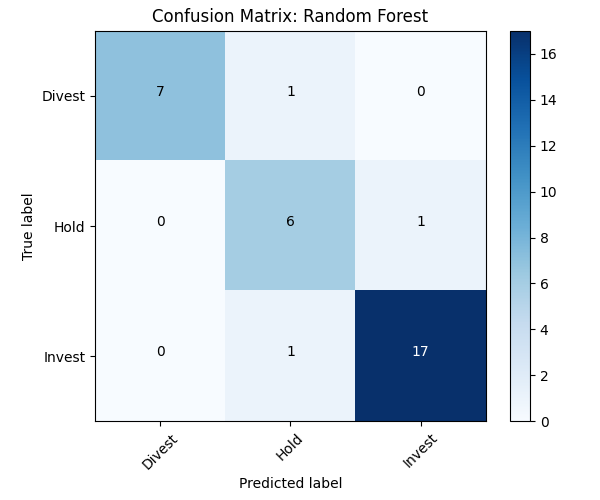 Confusion Matrix: Random Forest
True label
Divest
7 1 0
Hold
0 6 1
Invest
0 1 17
Divest
Hold
Invest
Predicted label
16
14
12
10
8
6
4
2
0